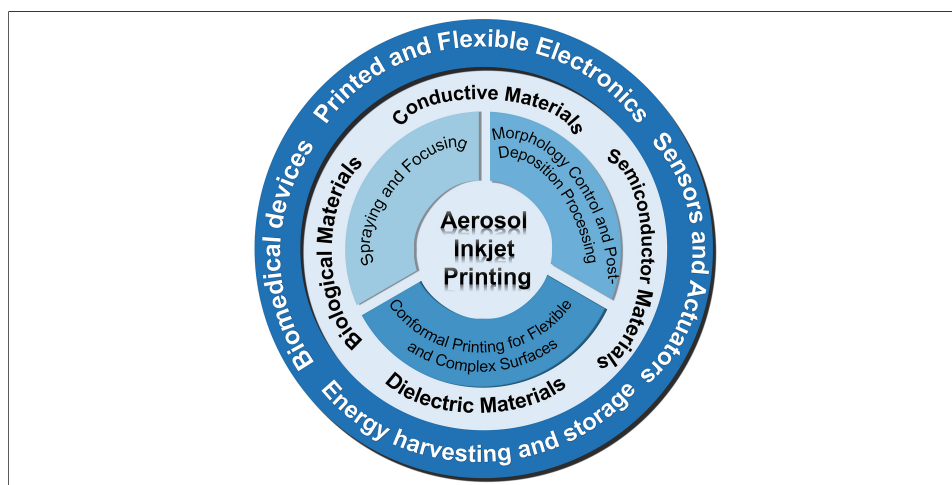 Printed and Flexible Electronics
Sensors and Actuators
Energy harvesting and storage
Biomedical devices
Conductive Materials
Semiconductor Materials
Dielectric Materials
Biological Materials
Spraying and Focusing
Morphology Control and Post-
Deposition Processing
Conformal Printing for Flexible
and Complex Surfaces
Aerosol
Inkjet
Printing